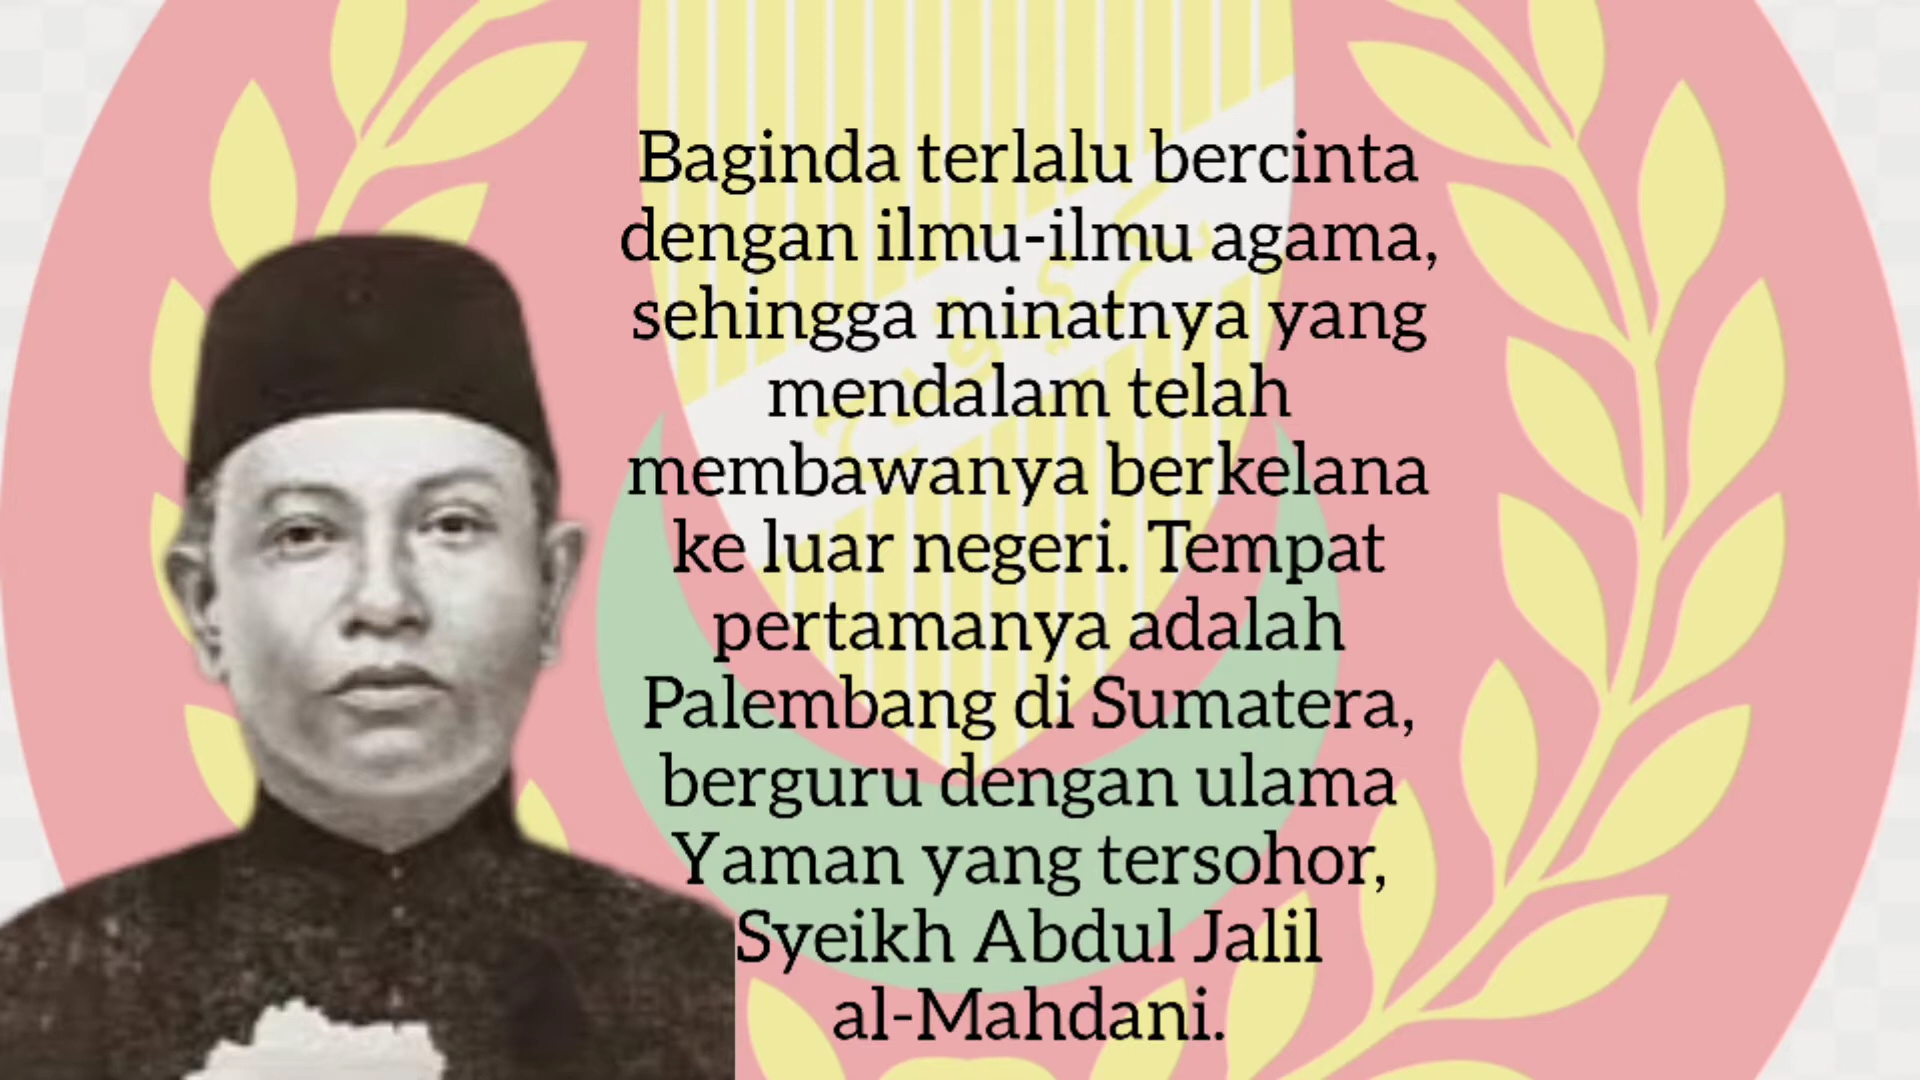 Baginda terlalu bercinta
dengan ilmu-ilmu agama,
sehingga minatnya yang
mendalam telah
membawanya berkelana
ke luar negeri. Tempat
pertamanya adalah
Palembang di Sumatera,
berguru dengan ulama
Yaman yang tersohor,
Syeikh Abdul Jalil
al-Mahdani.